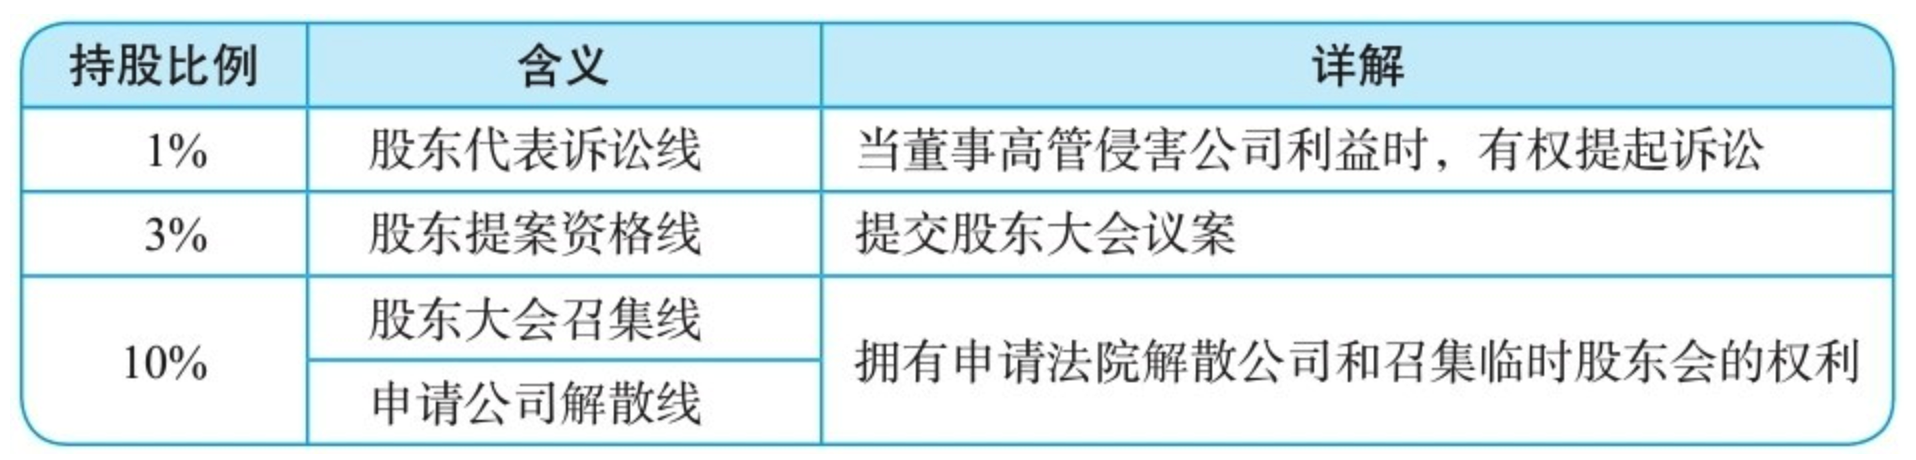 持股比例 含义 详解
1% 股东代表诉讼线 当董事高管侵害公司利益时，有权提起诉讼
3% 股东提案资格线 提交股东大会议案
10% 股东大会召集线 拥有申请法院解散公司和召集临时股东会的权利
申请公司解散线